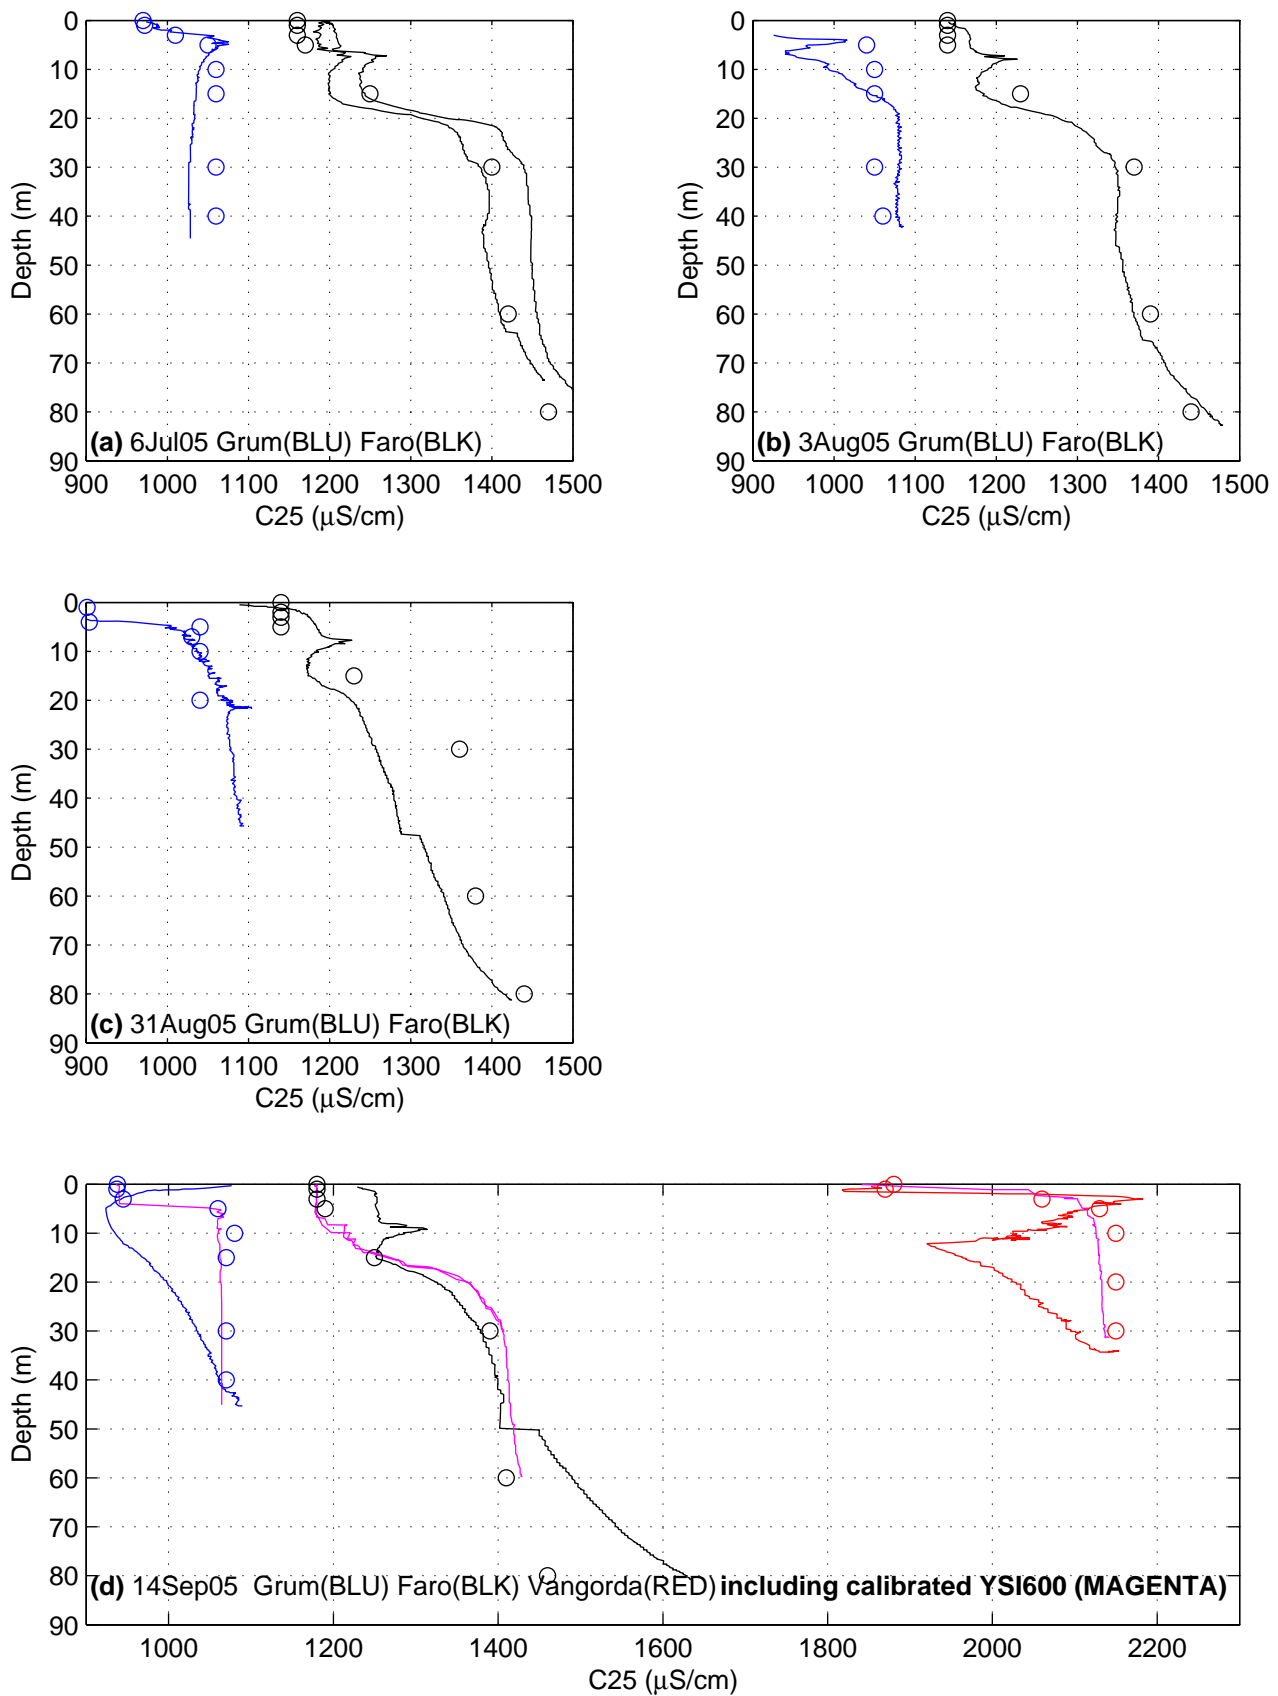 0
10
20
30
40
50
60
70
80
90
Depth (m)
(a) 6Jul05 Grum(BLU) Faro(BLK)
900 1000 1100 1200 1300 1400 1500
C25 (μS/cm)
0
10
20
30
40
50
60
70
80
90
Depth (m)
(b) 3Aug05 Grum(BLU) Faro(BLK)
900 1000 1100 1200 1300 1400 1500
C25 (μS/cm)
0
10
20
30
40
50
60
70
80
90
Depth (m)
(c) 31Aug05 Grum(BLU) Faro(BLK)
900 1000 1100 1200 1300 1400 1500
C25 (μS/cm)
0
10
20
30
40
50
60
70
80
90
Depth (m)
(d) 14Sep05 Grum(BLU) Faro(BLK) Vangorda(RED) including calibrated YSI600 (MAGENTA)
1000 1200 1400 1600 1800 2000 2200
C25 (μS/cm)